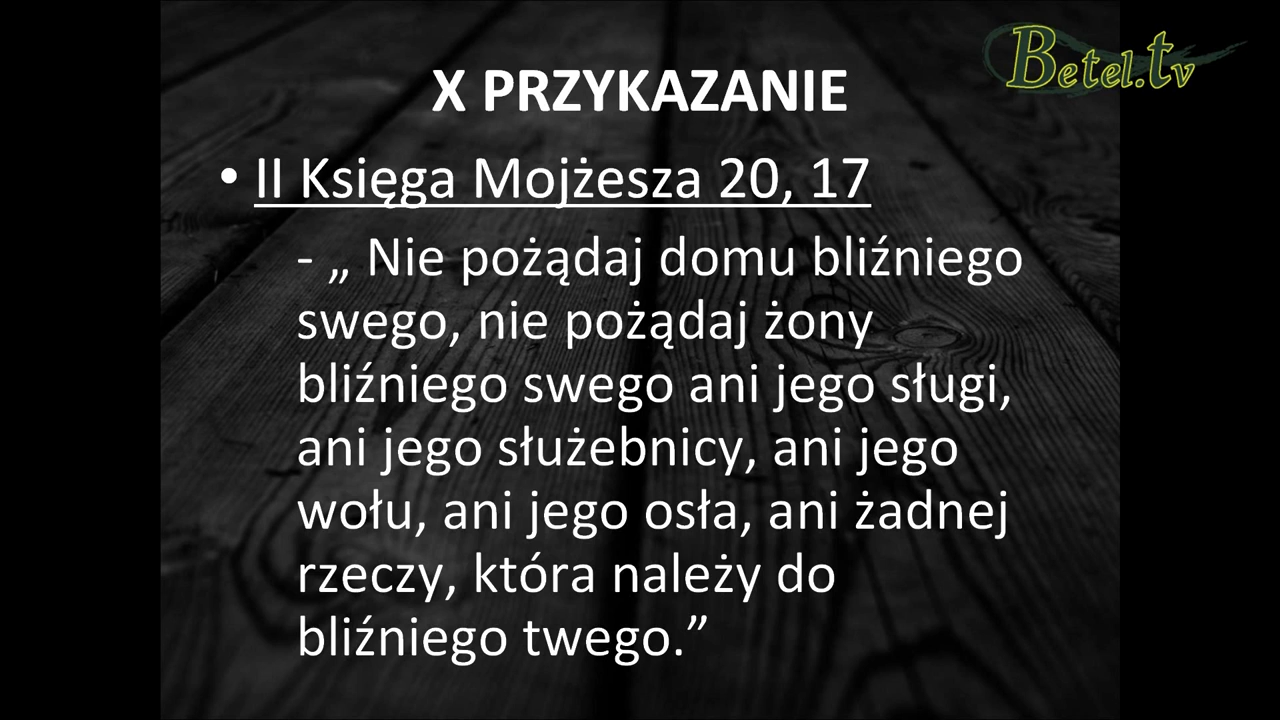 Betel.tv
X PRZYKAZANIE
• II Księga Mojżesza 20, 17
- „ Nie pożądaj domu bliźniego
swego, nie pożądaj żony
bliźniego swego ani jego sługi,
ani jego służebnicy, ani jego
wołu, ani jego osła, ani żadnej
rzeczy, która należy do
bliźniego twego.”